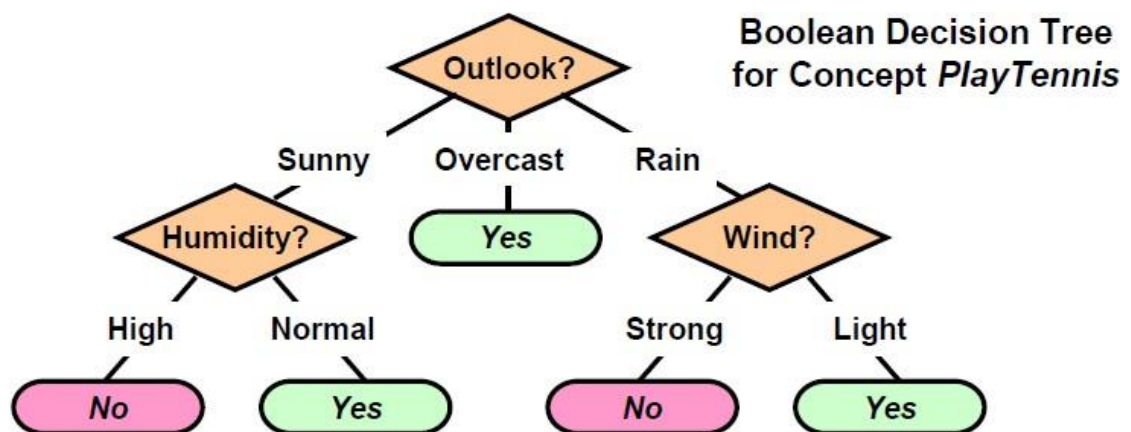 Boolean Decision Tree
for Concept PlayTennis
Outlook?
Sunny
Overcast
Rain
Humidity?
Yes
Wind?
High
Normal
Strong
Light
No
Yes
No
Yes